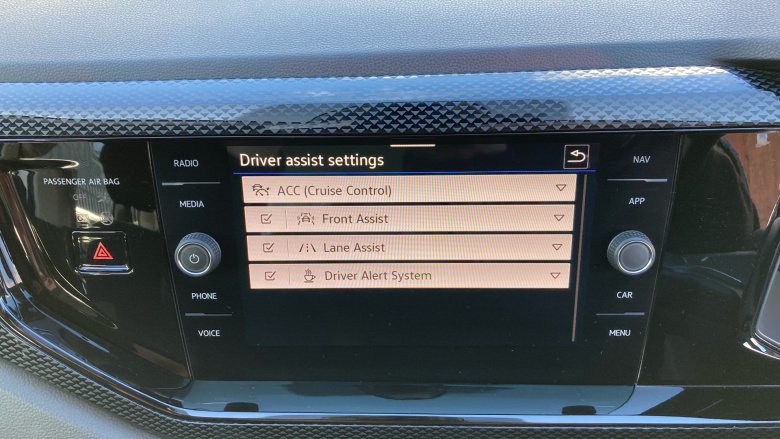 PASSENGER AIR BAG
OFF
RADIO
MEDIA
PHONE
VOICE
Driver assist settings
ACC (Cruise Control)
Front Assist
Lane Assist
Driver Alert System
NAV
APP
CAR
MENU